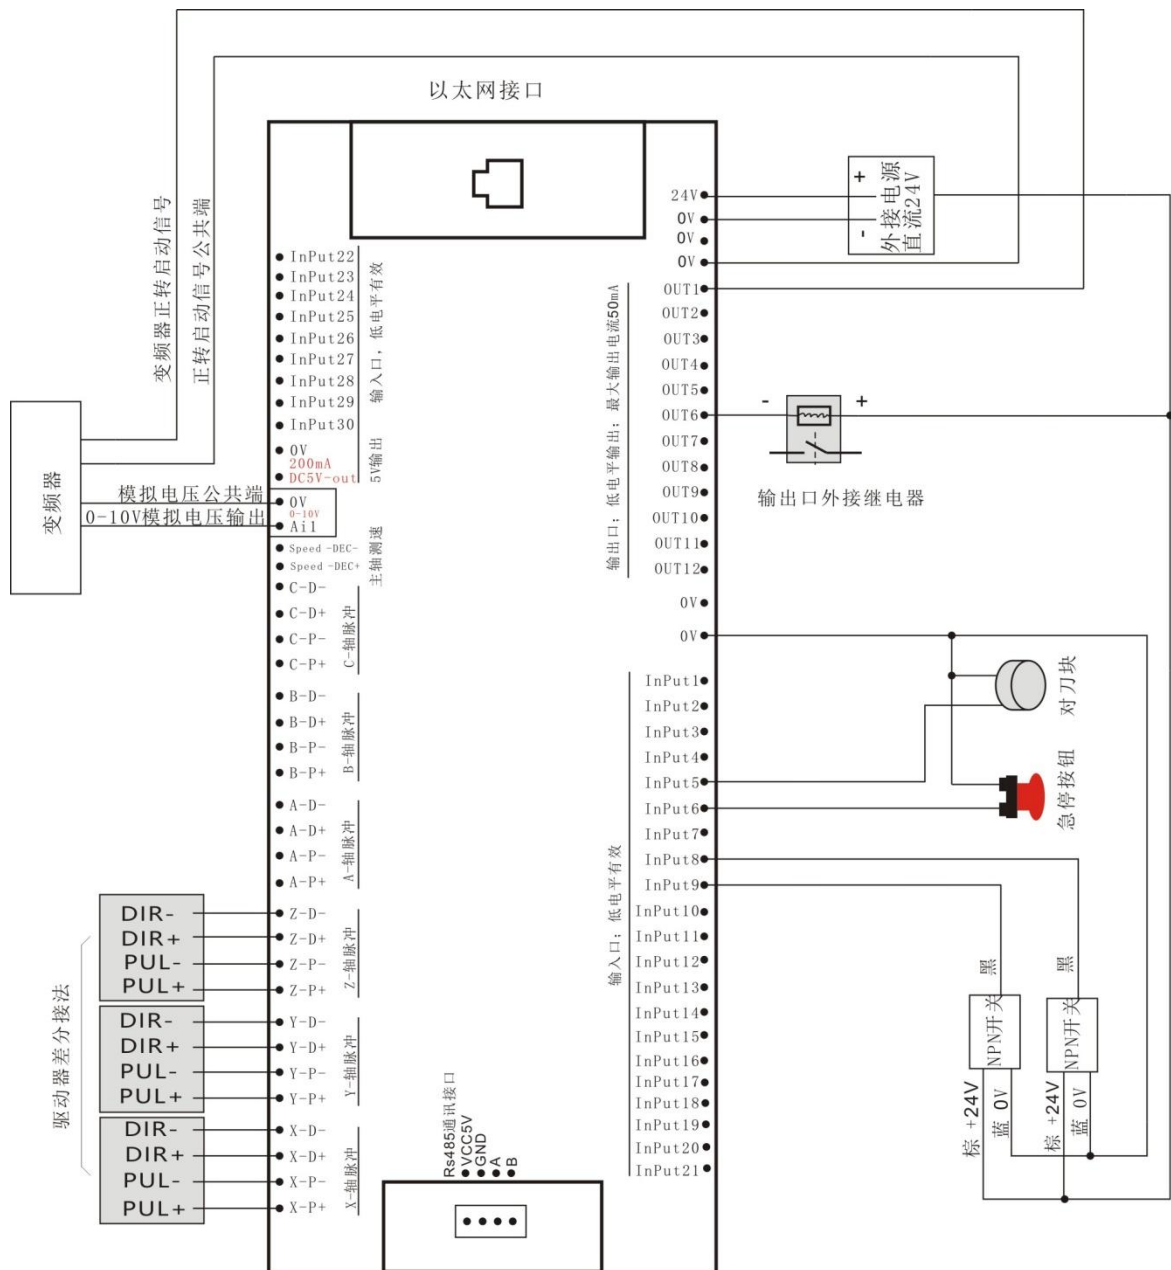 以太网接口
变频器正转启动信号
正转启动信号公共端
变频器
模拟电压公共端
0-10V模拟电压输出
InPut22
InPut23
InPut24
InPut25
InPut26
InPut27
InPut28
InPut29
InPut30
输入口，低电平有效
0V
200mA
DC5V-out
5V输出
0V
0-10V
Ai1
Speed -DEC-
Speed -DEC+
主轴测速
C-D-
C-D+
C-P-
C-P+
C-轴脉冲
B-D-
B-D+
B-P-
B-P+
B-轴脉冲
A-D-
A-D+
A-P-
A-P+
A-轴脉冲
驱动器差分接法
DIR-
DIR+
PUL-
PUL+
Z-D-
Z-D+
Z-P-
Z-P+
Z-轴脉冲
DIR-
DIR+
PUL-
PUL+
Y-D-
Y-D+
Y-P-
Y-P+
Y-轴脉冲
DIR-
DIR+
PUL-
PUL+
X-D-
X-D+
X-P-
X-P+
X-轴脉冲
Rs485通讯接口
VCC5V
GND
A
B
24V
0V
0V
0V
+
-
外接电源
直流24V
OUT1
OUT2
OUT3
OUT4
OUT5
OUT6
OUT7
OUT8
OUT9
OUT10
OUT11
OUT12
输出口；低电平输出；最大输出电流50mA
-
+
输出口外接继电器
0V
0V
InPut1
InPut2
InPut3
InPut4
InPut5
InPut6
InPut7
InPut8
InPut9
InPut10
InPut11
InPut12
InPut13
InPut14
InPut15
InPut16
InPut17
InPut18
InPut19
InPut20
InPut21
输入口；低电平有效
对刀块
急停按钮
黑
NPN开关
棕 +24V
蓝 0V
黑
NPN开关
棕 +24V
蓝 0V